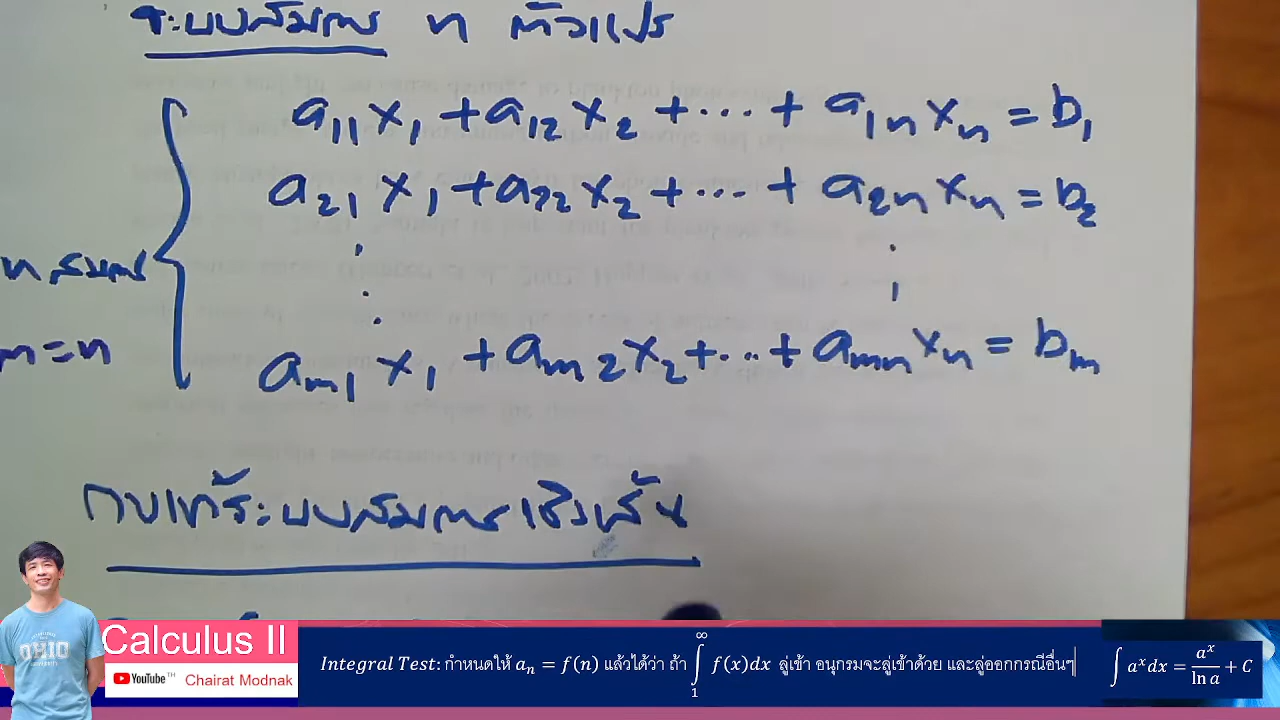 ระบบสมการ n ตัวแปร
a₁₁x₁ + a₁₂x₂ + ... + a₁ₙxₙ = b₁
a₂₁x₁ + a₂₂x₂ + ... + a₂ₙxₙ = b₂
สมการ
m = n
aₘ₁x₁ + aₘ₂x₂ + ... + aₘₙxₙ = bₘ
ระบบสมการเชิงเส้น
Calculus II
YouTube TH Chairat Modnak
Integral Test: กำหนดให้ aₙ = f(n) แล้วได้ว่า ถ้า ∫₁^∞ f(x)dx ลู่เข้า อนุกรมจะลู่เข้าด้วย และลู่ออกกรณีอื่นๆ
∫ aˣdx = aˣ/ln a + C
OHIO